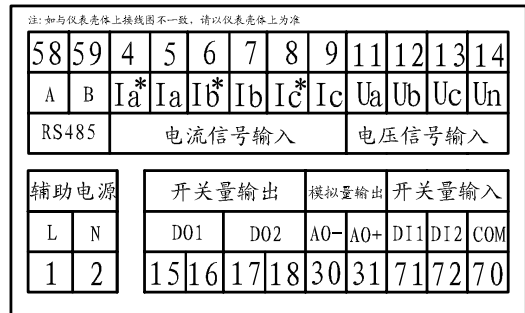 注:如与仪表壳体上接线图不一致，请以仪表壳体上为准
58 59 4 5 6 7 8 9 11 12 13 14
A B Ia* Ia Ib* Ib Ic* Ic Ua Ub Uc Un
RS485 电流信号输入 电压信号输入
辅助电源 开关量输出 模拟量输出 开关量输入
L N DO1 DO2 AO- AO+ DI1 DI2 COM
1 2 15 16 17 18 30 31 71 72 70